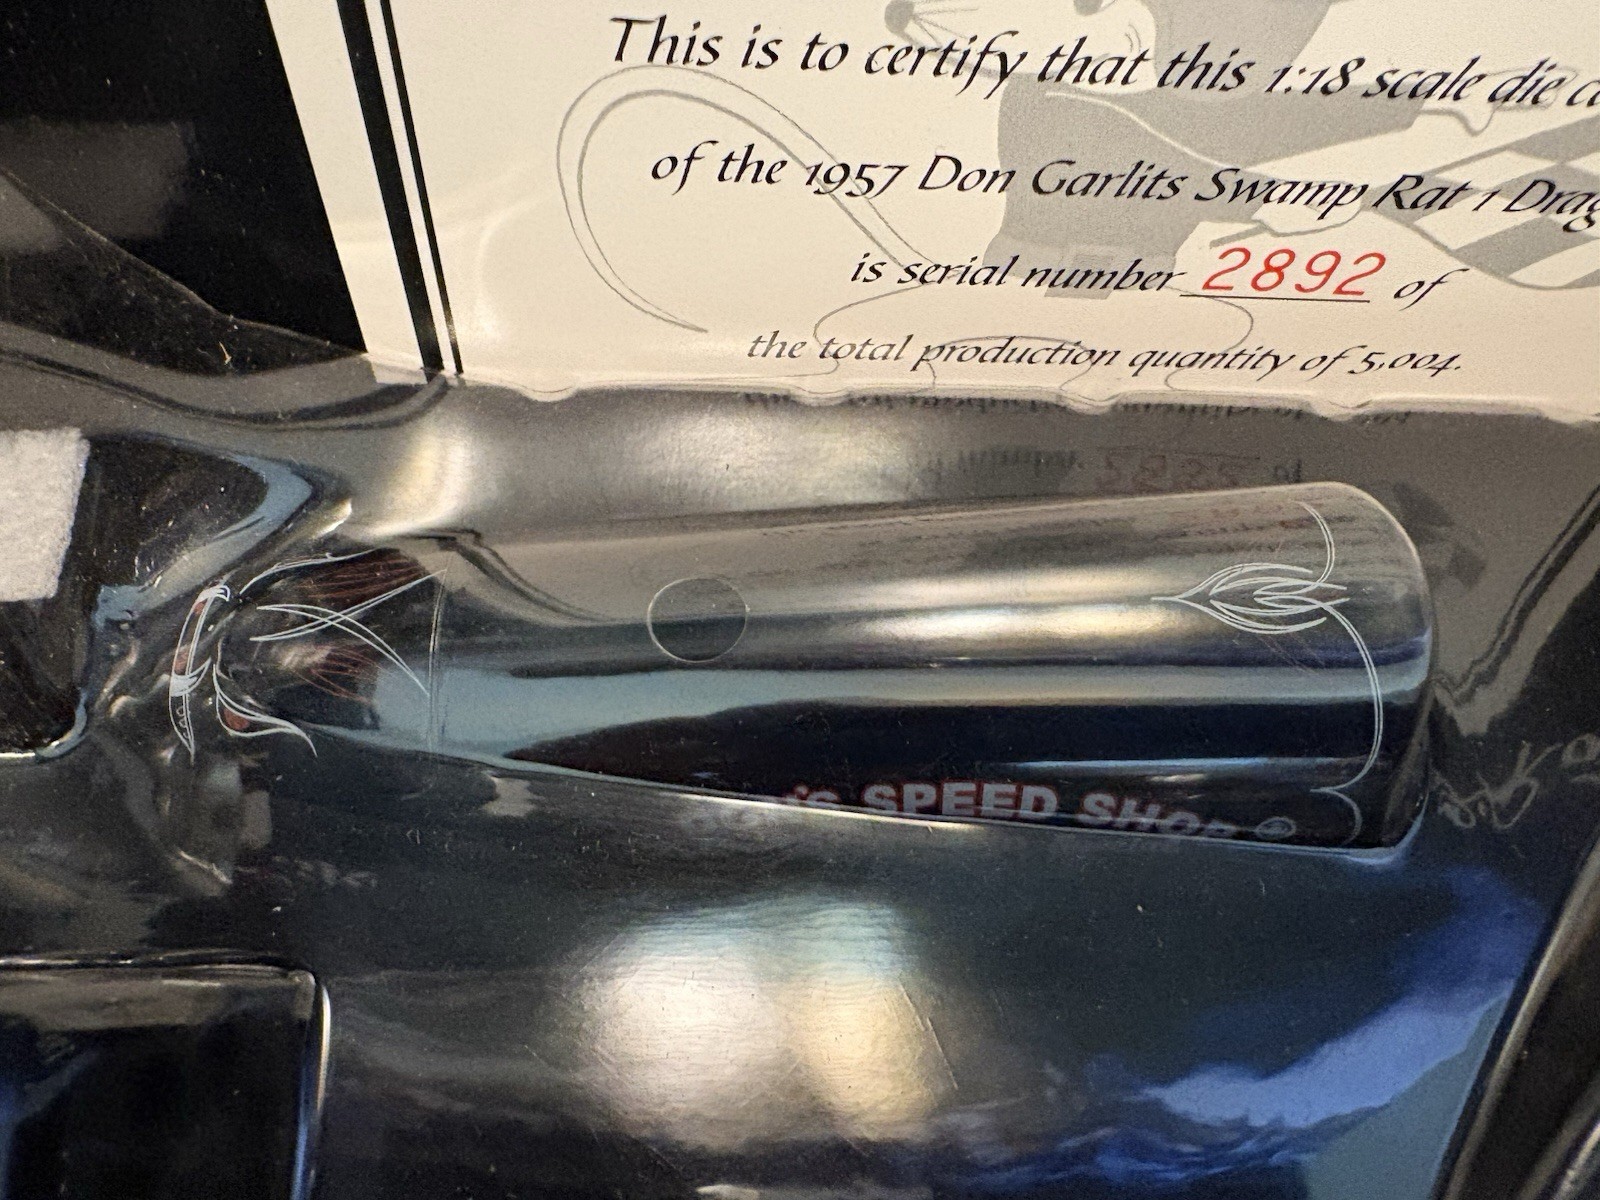 This is to certify that this 1:18 scale die
of the 1957 Don Garlits Swamp Rat 1
is serial number 2892 of
the total production quantity of 5,004.
SPEED SHOP